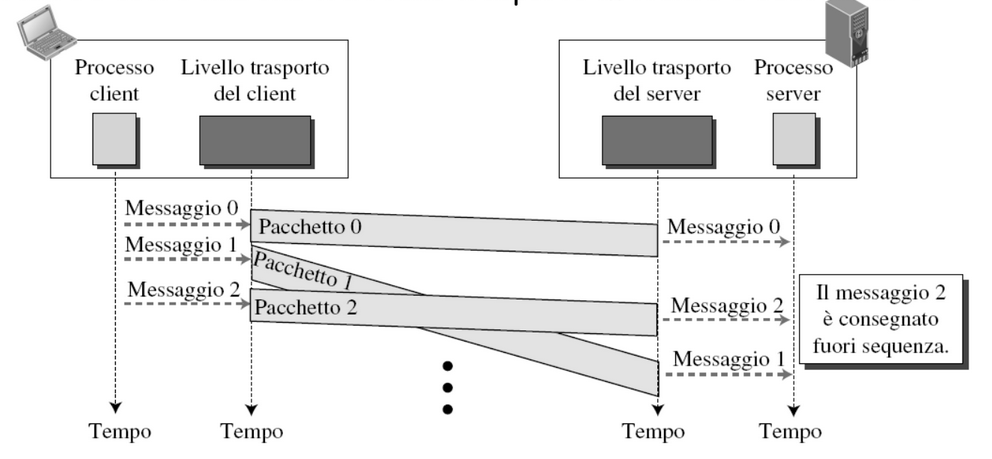 Processo
client
Livello trasporto
del client
Livello trasporto
del server
Processo
server
Messaggio 0
Pacchetto 0
Messaggio 0
Messaggio 1
Pacchetto 1
Messaggio 2
Pacchetto 2
Messaggio 2
Il messaggio 2
è consegnato
fuori sequenza.
Messaggio 1
Tempo
Tempo
Tempo
Tempo